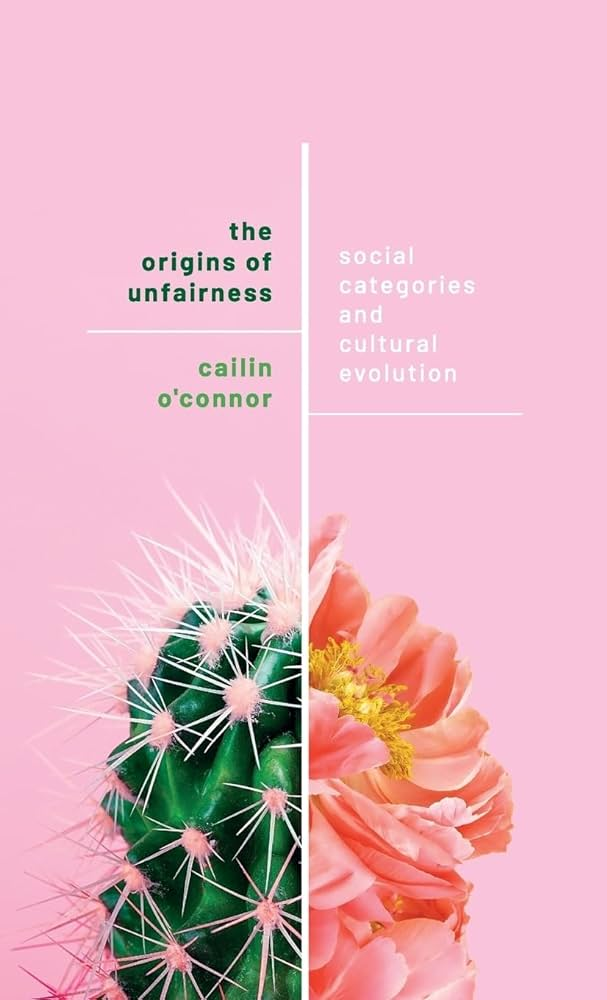 the
origins of
unfairness
cailin
o'connor
social
categories
and
cultural
evolution